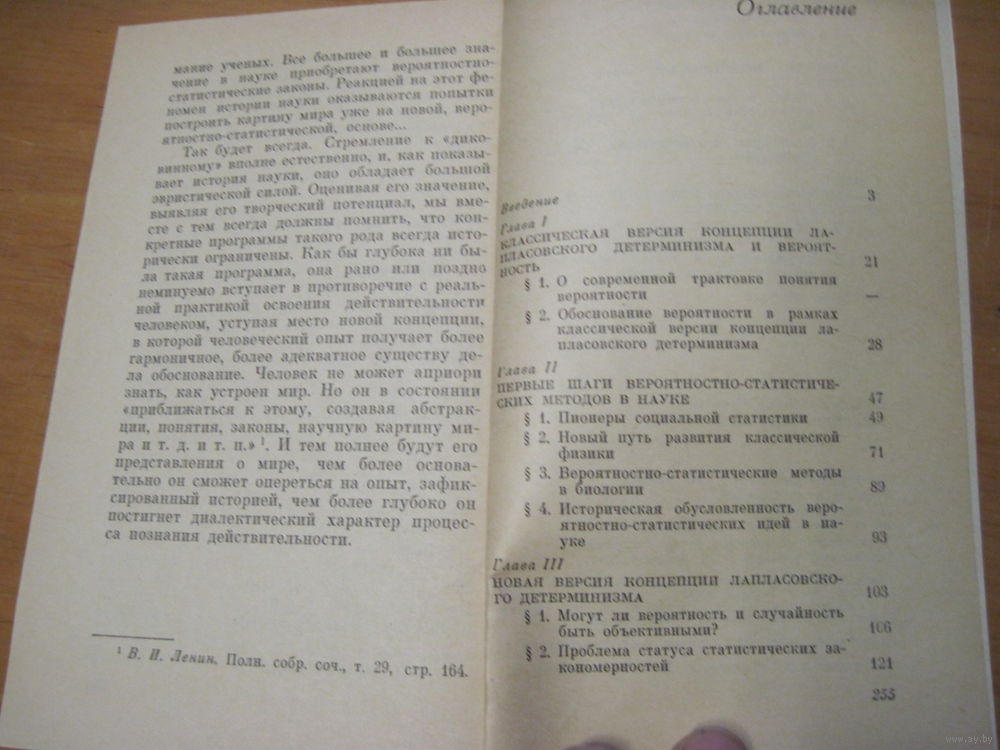 мание ученых. Все большее и большее зна-
чение в науке приобретают вероятностно-
статистические законы. Реакцией на этот фе-
номен истории науки оказываются попытки
построить картину мира уже на новой, веро-
ятностно-статистической, основе...
Так будет всегда. Стремление к «дико-
винному» вполне естественно, и, как показы-
вает история науки, оно обладает большой
эвристической силой. Оценивая его значение,
выявляя его творческий потенциал, мы вме-
сте с тем всегда должны помнить, что кон-
кретные программы такого рода всегда исто-
рически ограничены. Как бы глубока ни бы-
ла такая программа, она рано или поздно
неминуемо вступает в противоречие с реаль-
ной практикой освоения действительности
человеком, уступая место новой концепции,
в которой человеческий опыт получает более
гармоничное, более адекватное существу де-
ла обоснование. Человек не может априори
знать, как устроен мир. Но он в состоянии
«приближаться к этому, создавая абстрак-
ции, понятия, законы, научную картину ми-
ра и т. д. и т. п.» ¹. И тем полнее будут его
представления о мире, чем более основа-
тельно он сможет опереться на опыт, зафик-
сированный историей, чем более глубоко он
постигнет диалектический характер процес-
са познания действительности.
¹ В. И. Ленин. Полн. собр. соч., т. 29, стр. 164.
Оглавление
Введение 3
Глава I
КЛАССИЧЕСКАЯ ВЕРСИЯ КОНЦЕПЦИИ ЛА-
ПЛАСОВСКОГО ДЕТЕРМИНИЗМА И ВЕРОЯТ-
НОСТЬ 21
§ 1. О современной трактовке понятия
вероятности —
§ 2. Обоснование вероятности в рамках
классической версии концепции ла-
пласовского детерминизма 28
Глава II
ПЕРВЫЕ ШАГИ ВЕРОЯТНОСТНО-СТАТИСТИЧЕ-
СКИХ МЕТОДОВ В НАУКЕ 47
§ 1. Пионеры социальной статистики 49
§ 2. Новый путь развития классической
физики 71
§ 3. Вероятностно-статистические методы
в биологии 89
§ 4. Историческая обусловленность веро-
ятностно-статистических идей в на-
уке 93
Глава III
НОВАЯ ВЕРСИЯ КОНЦЕПЦИИ ЛАПЛАСОВСКО-
ГО ДЕТЕРМИНИЗМА 103
§ 1. Могут ли вероятность и случайность
быть объективными? 106
§ 2. Проблема статуса статистических за-
кономерностей 121
255
www.ay.by